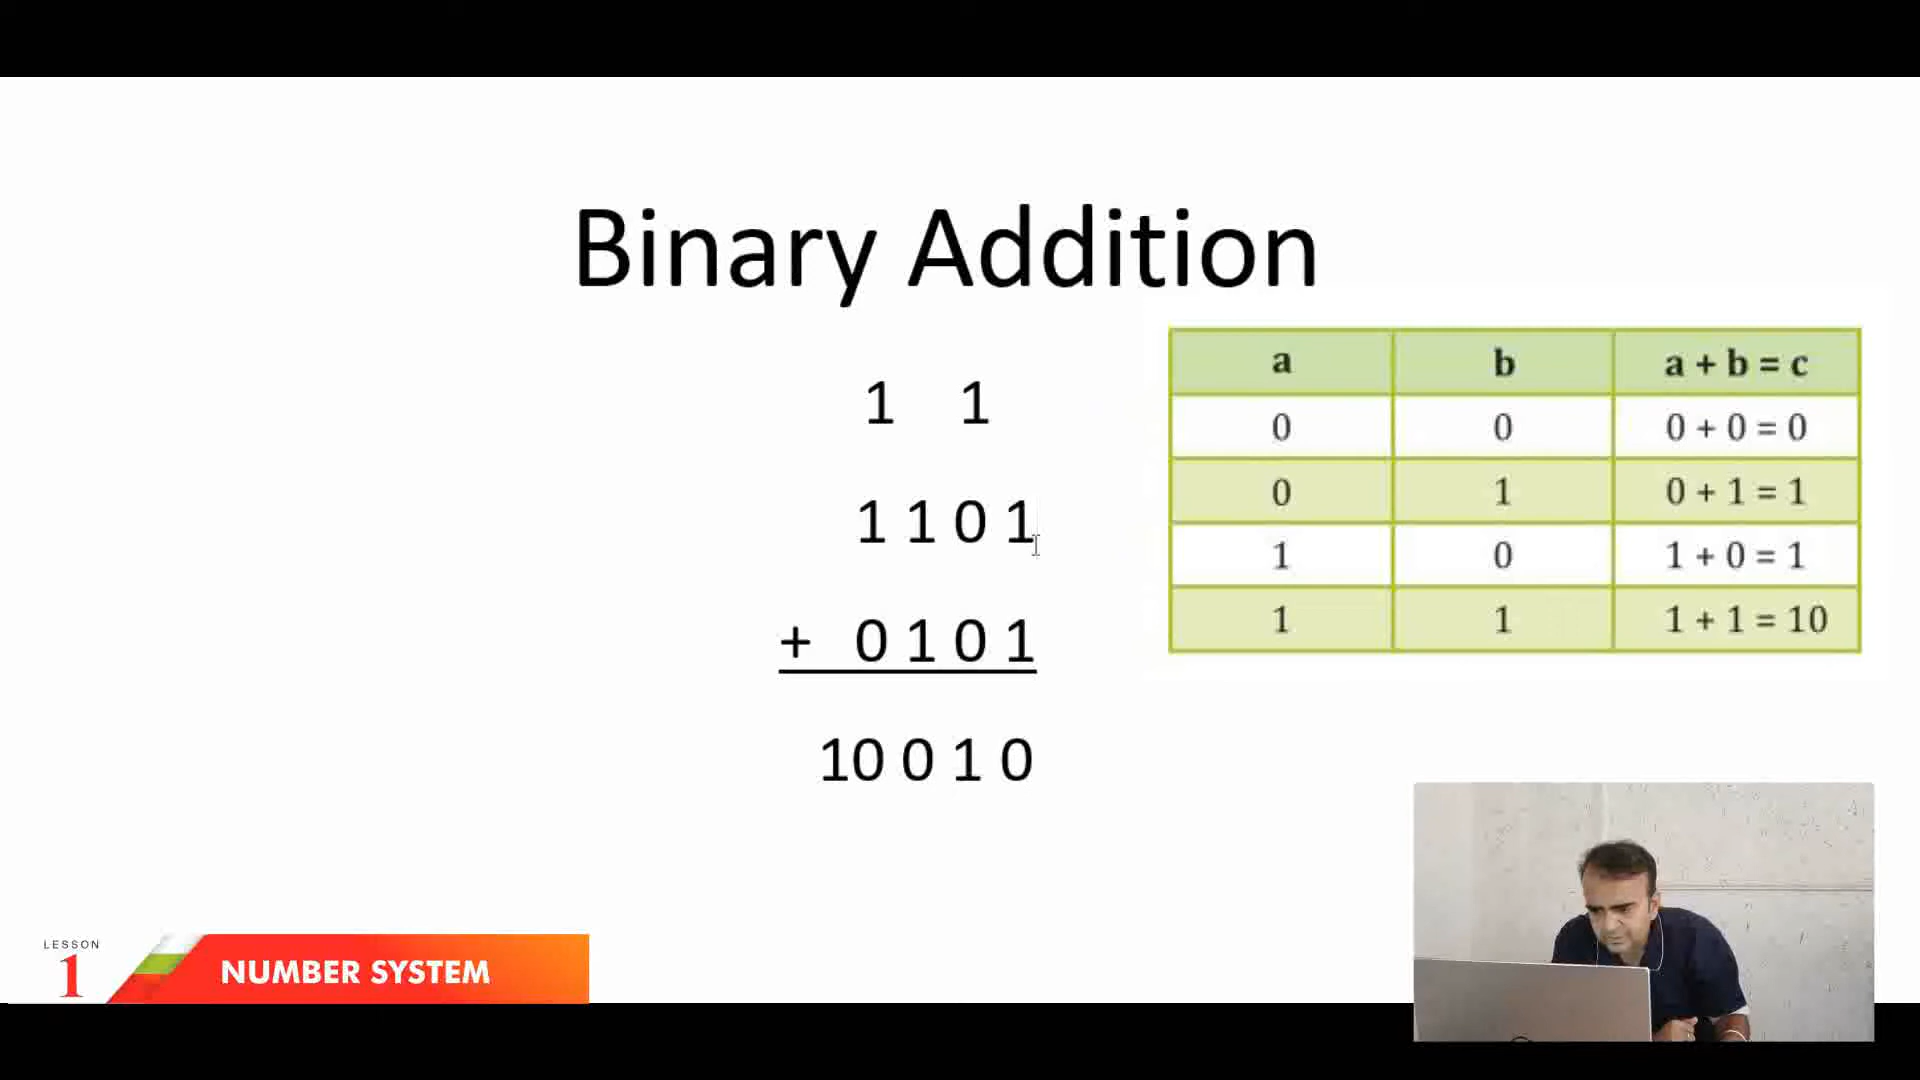 Binary Addition
1 1
1 1 0 1
+ 0 1 0 1
10 0 1 0
a b a + b = c
0 0 0 + 0 = 0
0 1 0 + 1 = 1
1 0 1 + 0 = 1
1 1 1 + 1 = 10
LESSON
1
NUMBER SYSTEM